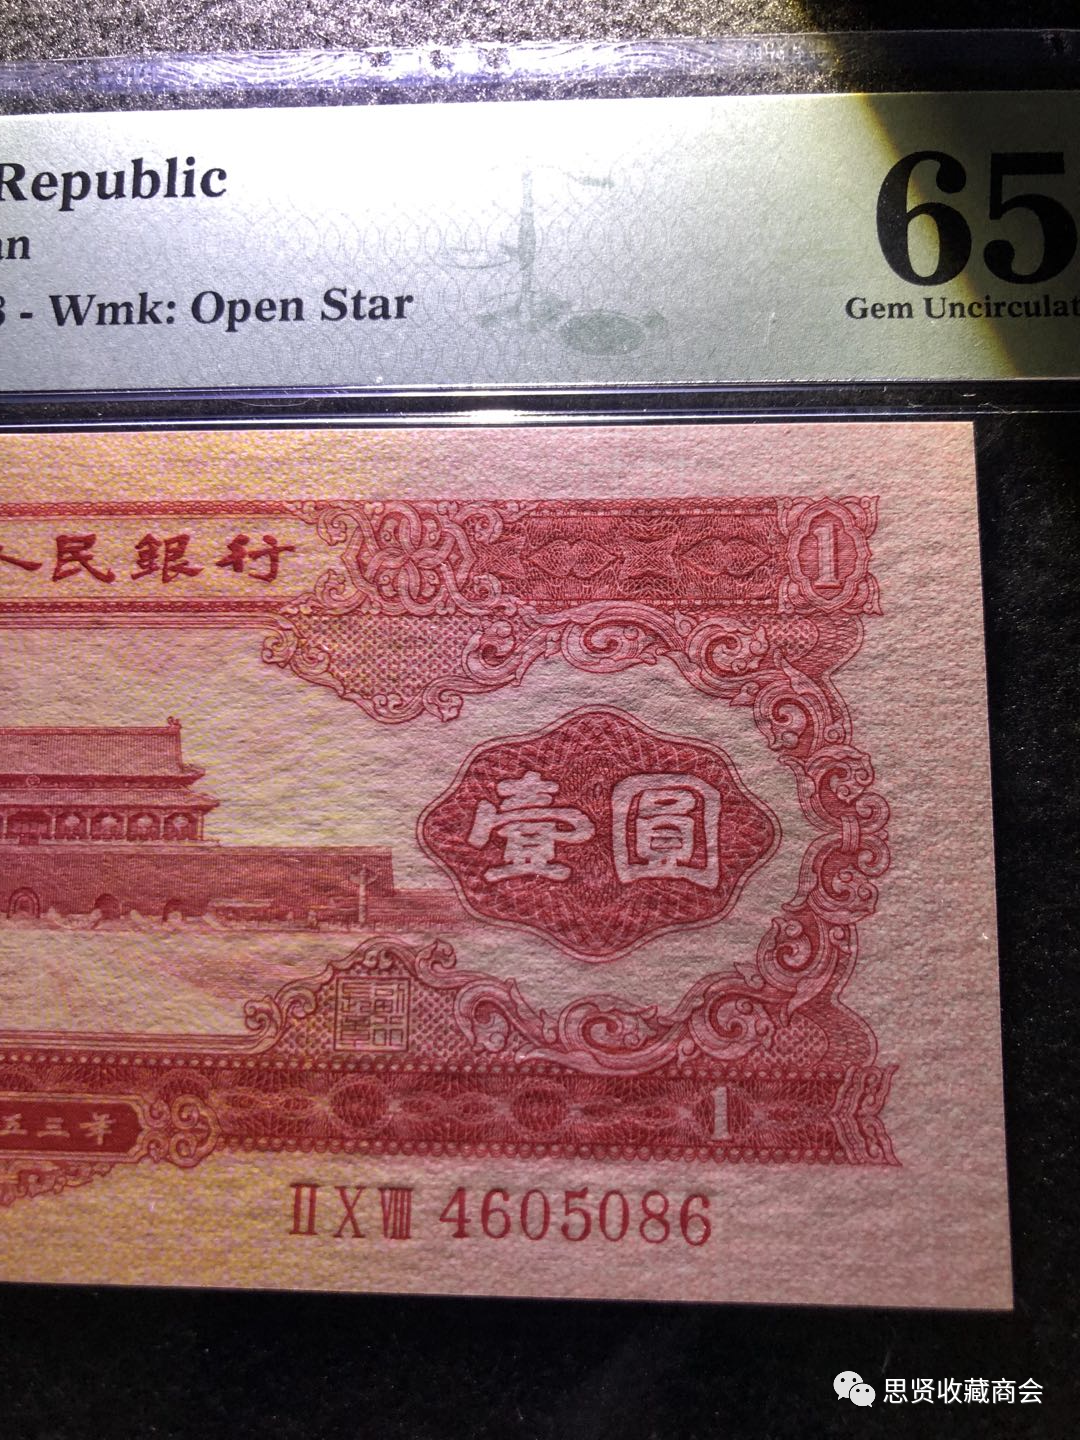 Republic
an
3 - Wmk: Open Star
65
Gem Uncirculat
人民銀行
1
壹圓
五三年
1
II X VIII 4605086
思贤收藏商会